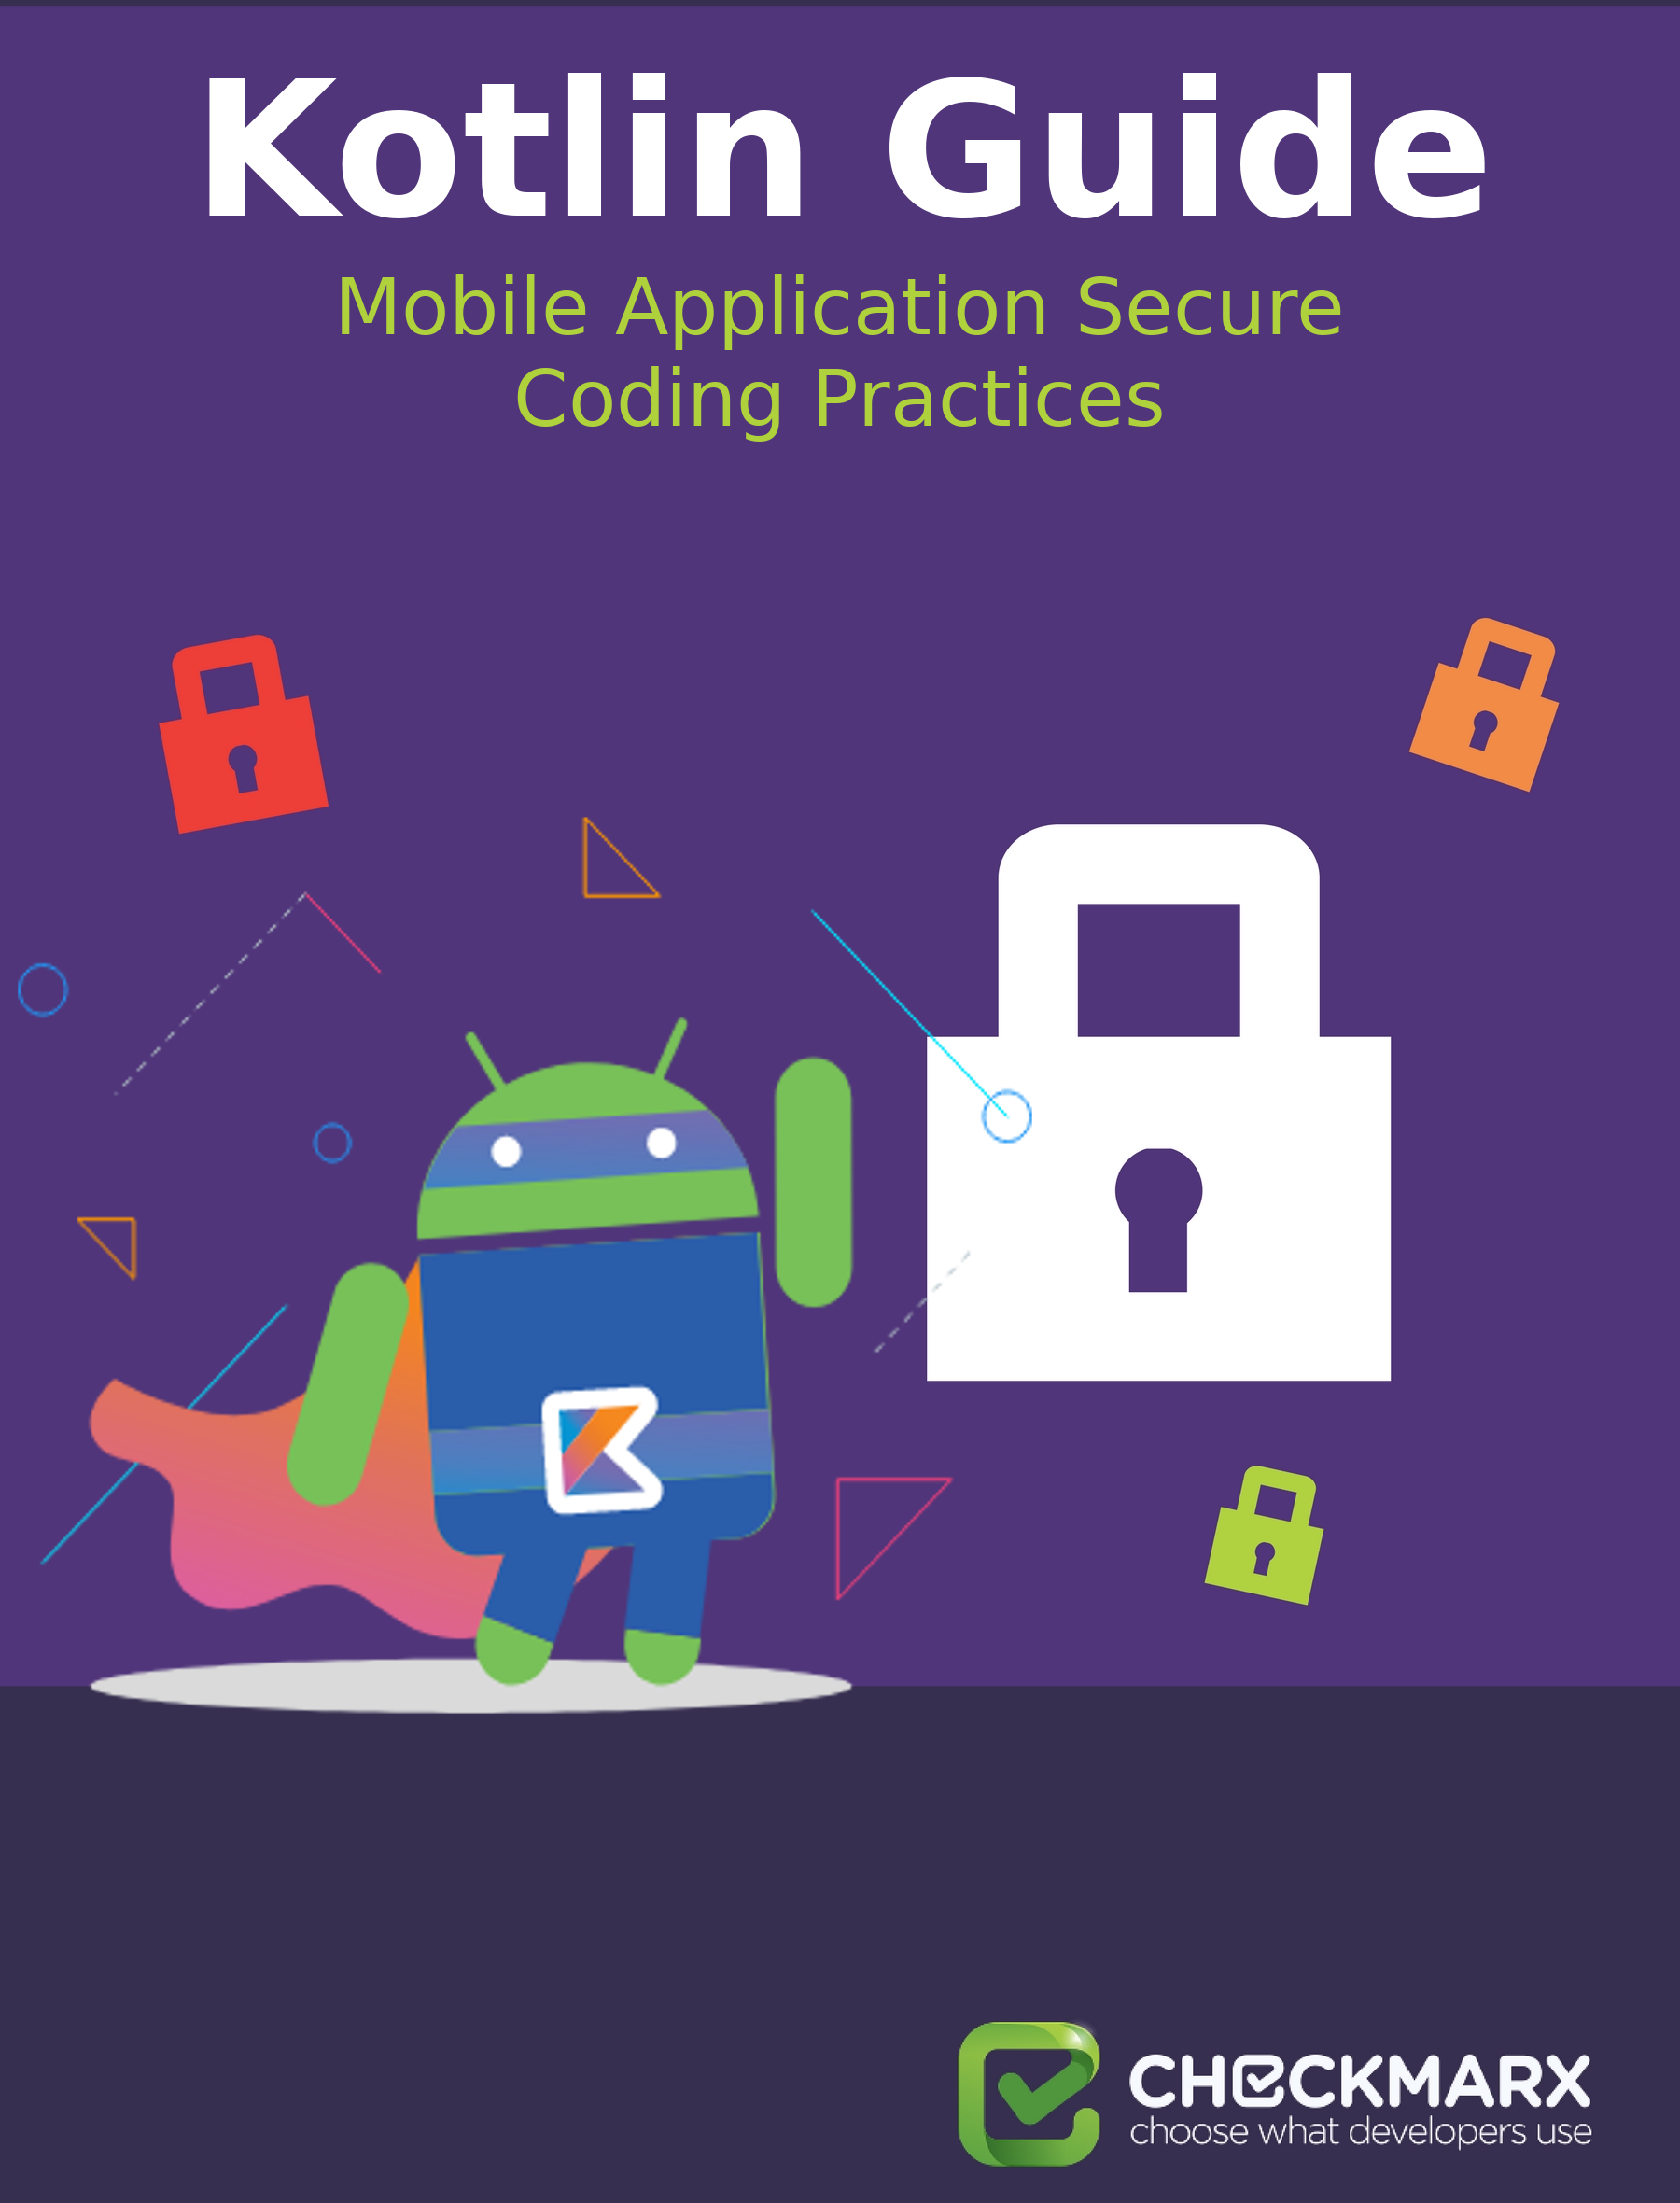 Kotlin Guide
Mobile Application Secure
Coding Practices
CHECKMARX
choose what developers use